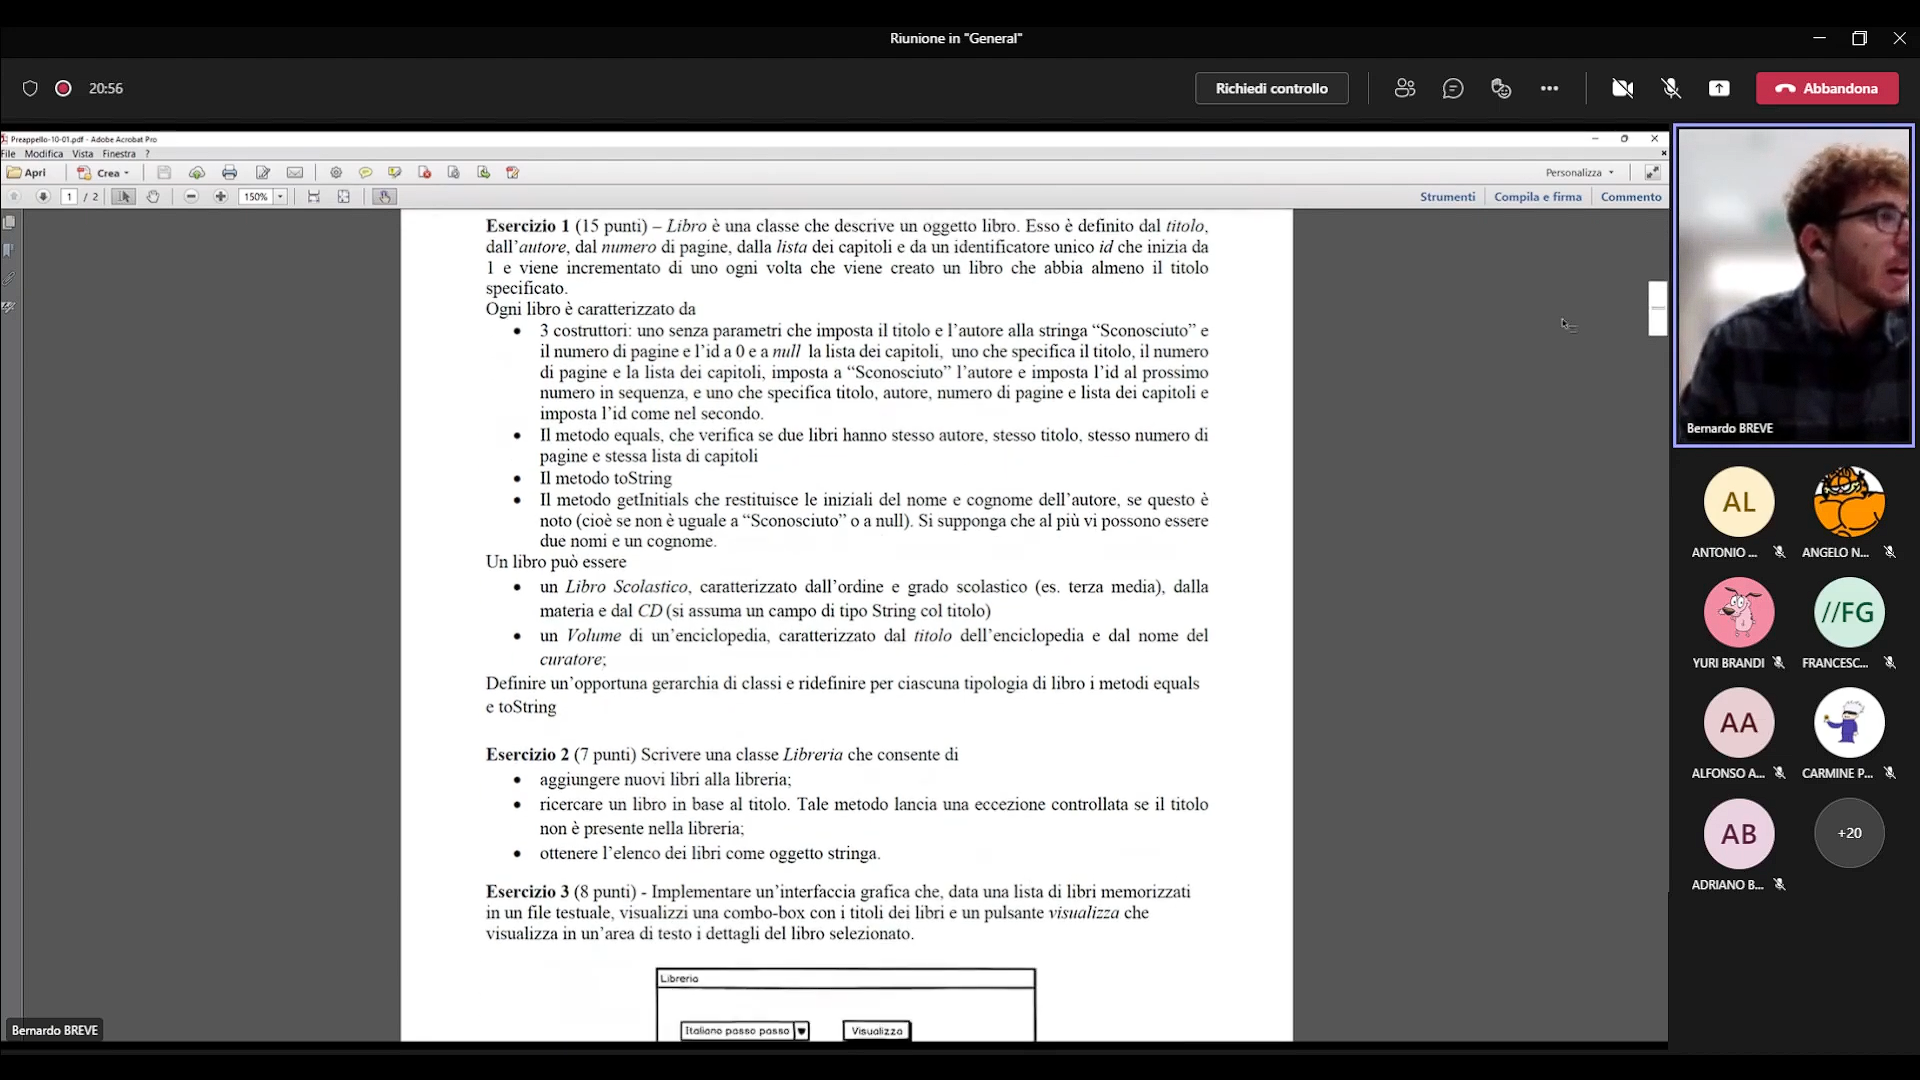 Riunione in "General"
20:56
Richiedi controllo
Abbandona
Preappello-10-01.pdf - Adobe Acrobat Pro
File Modifica Vista Finestra ?
Apri
Crea
Personalizza
1 / 2
150%
Strumenti
Compila e firma
Commento
Esercizio 1 (15 punti) – Libro è una classe che descrive un oggetto libro. Esso è definito dal titolo,
dall'autore, dal numero di pagine, dalla lista dei capitoli e da un identificatore unico id che inizia da
1 e viene incrementato di uno ogni volta che viene creato un libro che abbia almeno il titolo
specificato.
Ogni libro è caratterizzato da
• 3 costruttori: uno senza parametri che imposta il titolo e l'autore alla stringa “Sconosciuto” e
il numero di pagine e l'id a 0 e a null la lista dei capitoli, uno che specifica il titolo, il numero
di pagine e la lista dei capitoli, imposta a “Sconosciuto” l'autore e imposta l'id al prossimo
numero in sequenza, e uno che specifica titolo, autore, numero di pagine e lista dei capitoli e
imposta l'id come nel secondo.
• Il metodo equals, che verifica se due libri hanno stesso autore, stesso titolo, stesso numero di
pagine e stessa lista di capitoli
• Il metodo toString
• Il metodo getInitials che restituisce le iniziali del nome e cognome dell'autore, se questo è
noto (cioè se non è uguale a “Sconosciuto” o a null). Si supponga che al più vi possono essere
due nomi e un cognome.
Un libro può essere
• un Libro Scolastico, caratterizzato dall'ordine e grado scolastico (es. terza media), dalla
materia e dal CD (si assuma un campo di tipo String col titolo)
• un Volume di un'enciclopedia, caratterizzato dal titolo dell'enciclopedia e dal nome del
curatore;
Definire un'opportuna gerarchia di classi e ridefinire per ciascuna tipologia di libro i metodi equals
e toString
Esercizio 2 (7 punti) Scrivere una classe Libreria che consente di
• aggiungere nuovi libri alla libreria;
• ricercare un libro in base al titolo. Tale metodo lancia una eccezione controllata se il titolo
non è presente nella libreria;
• ottenere l'elenco dei libri come oggetto stringa.
Esercizio 3 (8 punti) - Implementare un'interfaccia grafica che, data una lista di libri memorizzati
in un file testuale, visualizzi una combo-box con i titoli dei libri e un pulsante visualizza che
visualizza in un'area di testo i dettagli del libro selezionato.
Libreria
Italiano passo passo
Visualizza
Bernardo BREVE
Bernardo BREVE
AL
ANTONIO ...
ANGELO N...
YURI BRANDI
//FG
FRANCESC...
AA
ALFONSO A...
CARMINE P...
AB
ADRIANO B...
+20